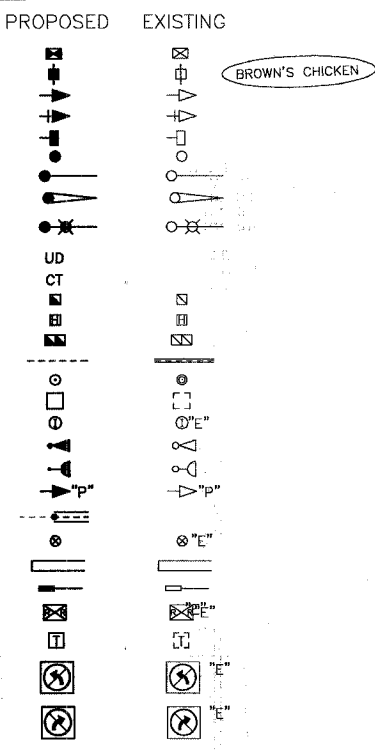 PROPOSED EXISTING
BROWN'S CHICKEN
UD
CT
H H
"E"
"P" "P"
"E"
R R R R "E"
T T
"E"
"E"